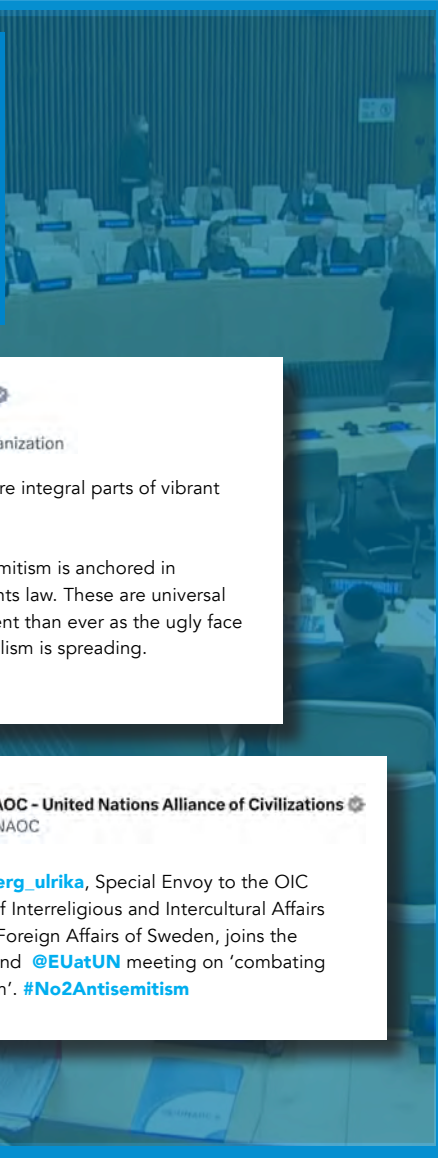 anization
re integral parts of vibrant
mitism is anchored in
nts law. These are universal
ent than ever as the ugly face
lism is spreading.
AOC - United Nations Alliance of Civilizations
NAOC
erg_ulrika, Special Envoy to the OIC
f Interreligious and Intercultural Affairs
Foreign Affairs of Sweden, joins the
nd @EUatUN meeting on ‘combating
n’. #No2Antisemitism